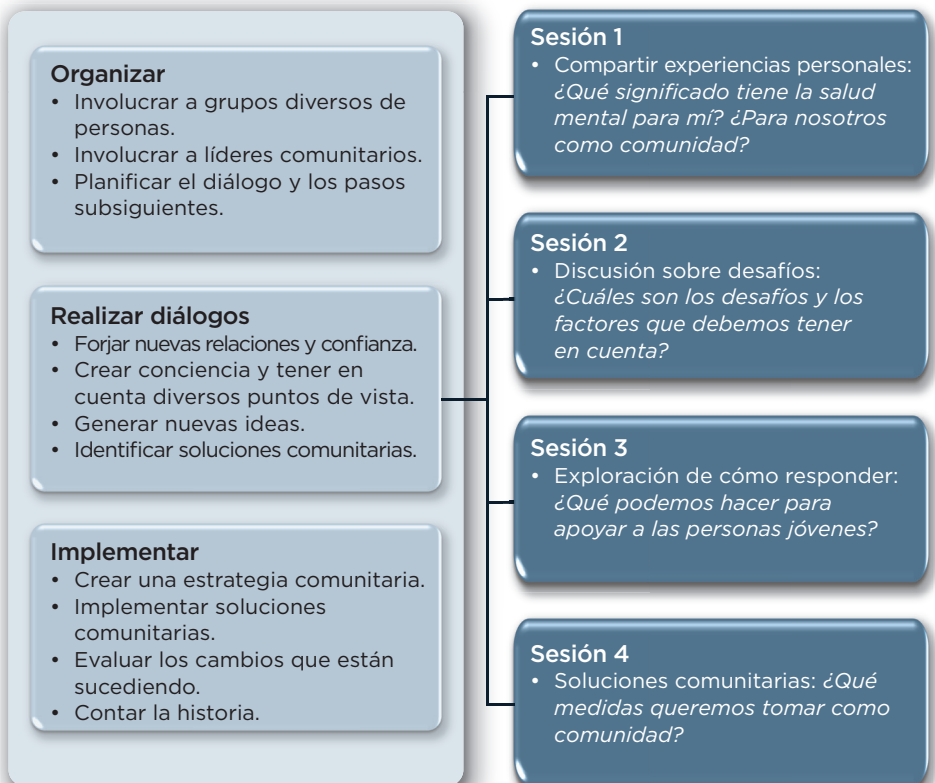 Organizar
• Involucrar a grupos diversos de
personas.
• Involucrar a líderes comunitarios.
• Planificar el diálogo y los pasos
subsiguientes.
Realizar diálogos
• Forjar nuevas relaciones y confianza.
• Crear conciencia y tener en
cuenta diversos puntos de vista.
• Generar nuevas ideas.
• Identificar soluciones comunitarias.
Implementar
• Crear una estrategia comunitaria.
• Implementar soluciones
comunitarias.
• Evaluar los cambios que están
sucediendo.
• Contar la historia.
Sesión 1
• Compartir experiencias personales:
¿Qué significado tiene la salud
mental para mí? ¿Para nosotros
como comunidad?
Sesión 2
• Discusión sobre desafíos:
¿Cuáles son los desafíos y los
factores que debemos tener
en cuenta?
Sesión 3
• Exploración de cómo responder:
¿Qué podemos hacer para
apoyar a las personas jóvenes?
Sesión 4
• Soluciones comunitarias: ¿Qué
medidas queremos tomar como
comunidad?